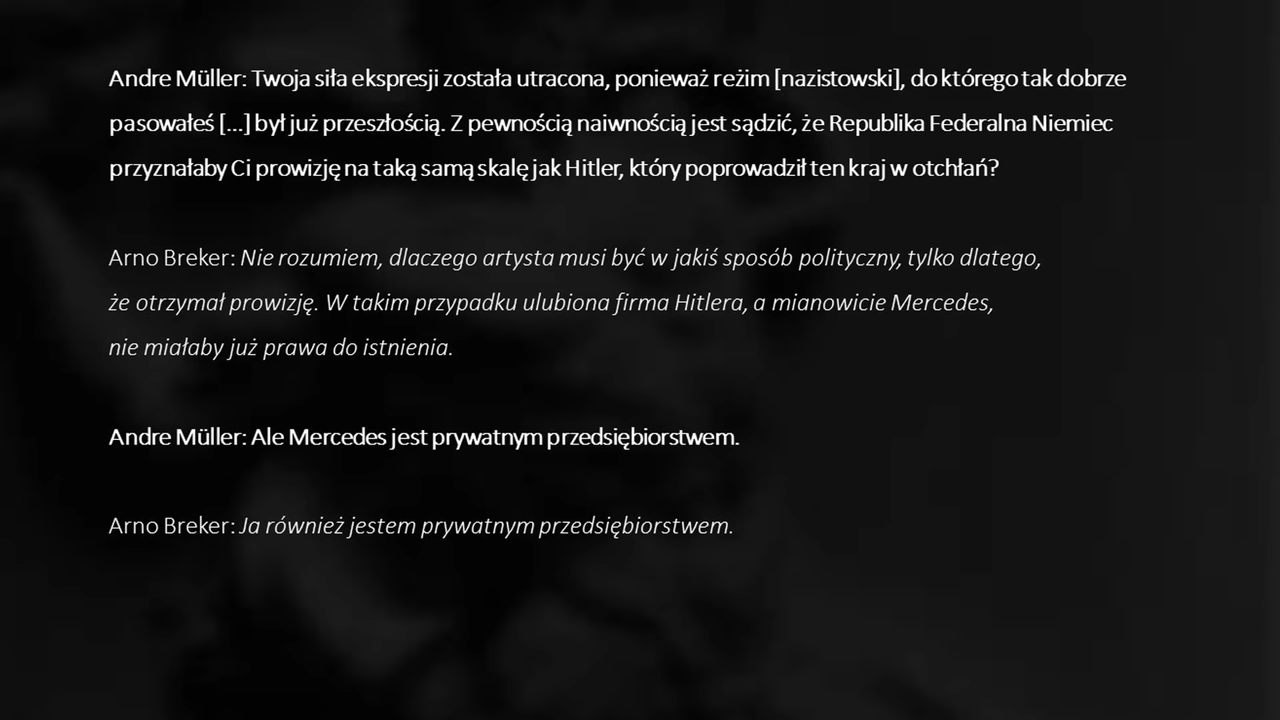 Andre Müller: Twoja siła ekspresji została utracona, ponieważ reżim [nazistowski], do którego tak dobrze
pasowałeś [...] był już przeszłością. Z pewnością naiwnością jest sądzić, że Republika Federalna Niemiec
przyznałaby Ci prowizję na taką samą skalę jak Hitler, który poprowadził ten kraj w otchłań?
Arno Breker: Nie rozumiem, dlaczego artysta musi być w jakiś sposób polityczny, tylko dlatego,
że otrzymał prowizję. W takim przypadku ulubiona firma Hitlera, a mianowicie Mercedes,
nie miałaby już prawa do istnienia.
Andre Müller: Ale Mercedes jest prywatnym przedsiębiorstwem.
Arno Breker: Ja również jestem prywatnym przedsiębiorstwem.